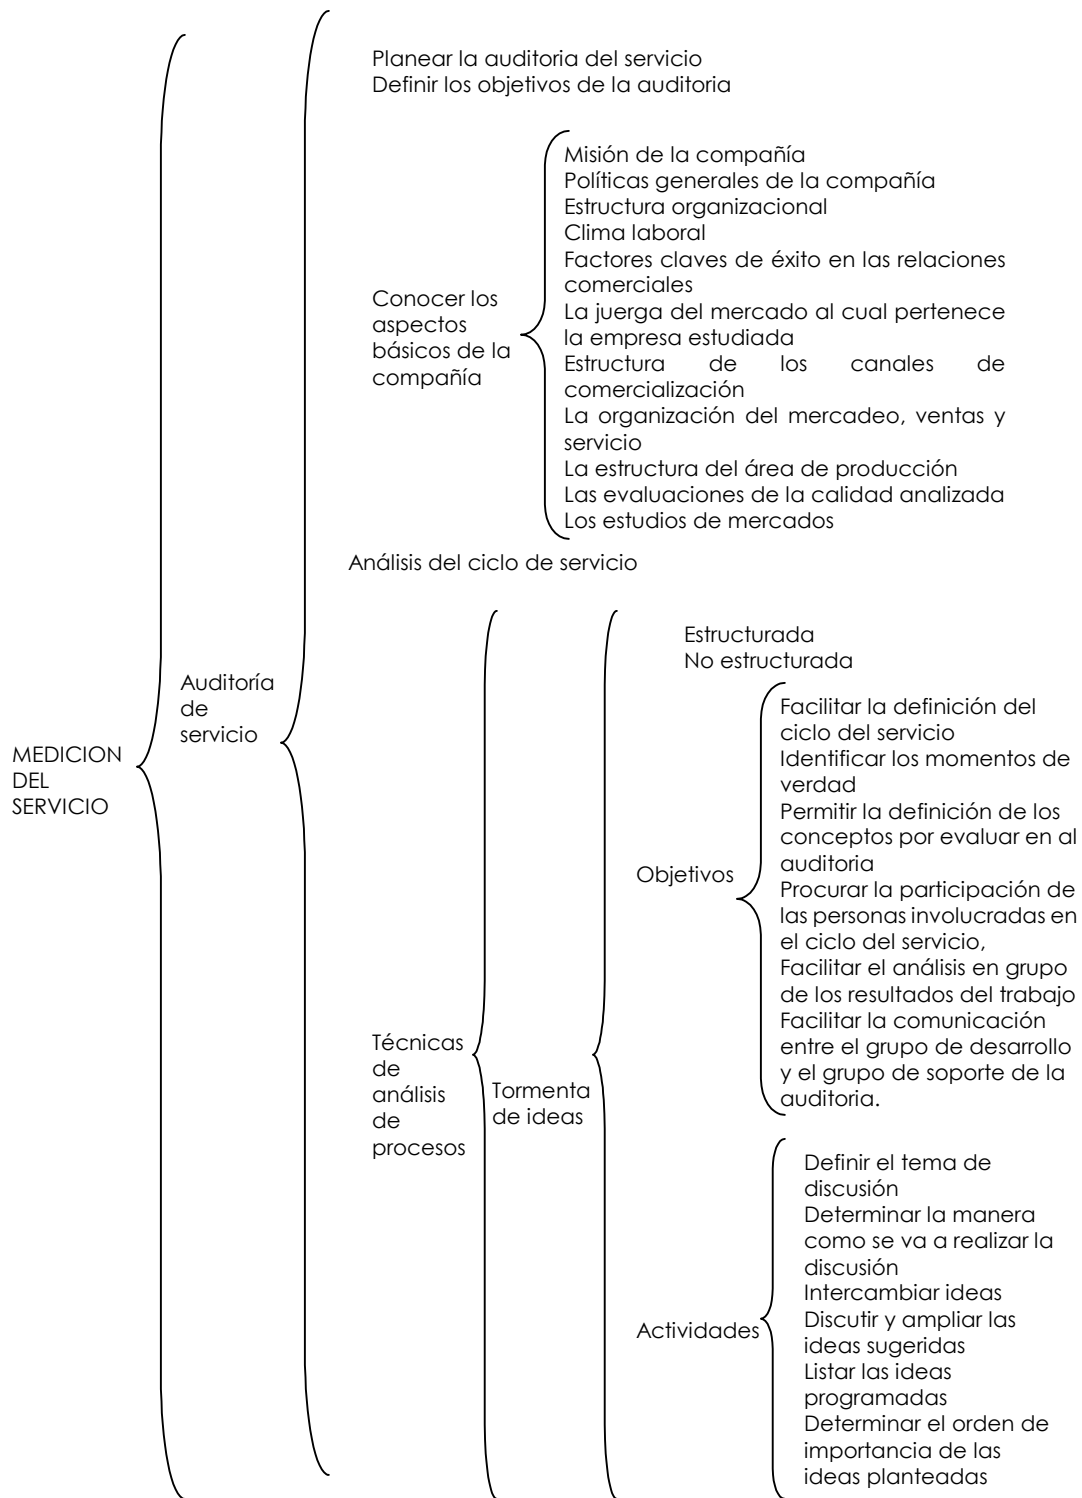 Planear la auditoria del servicio
Definir los objetivos de la auditoria
Misión de la compañía
Políticas generales de la compañía
Estructura organizacional
Clima laboral
Factores claves de éxito en las relaciones
comerciales
La juerga del mercado al cual pertenece
la empresa estudiada
Estructura de los canales de
comercialización
La organización del mercadeo, ventas y
servicio
La estructura del área de producción
Las evaluaciones de la calidad analizada
Los estudios de mercados
Conocer los
aspectos
básicos de la
compañía
Análisis del ciclo de servicio
Auditoría
de
servicio
MEDICION
DEL
SERVICIO
Estructurada
No estructurada
Facilitar la definición del
ciclo del servicio
Identificar los momentos de
verdad
Permitir la definición de los
conceptos por evaluar en al
auditoria
Procurar la participación de
las personas involucradas en
el ciclo del servicio,
Facilitar el análisis en grupo
de los resultados del trabajo
Facilitar la comunicación
entre el grupo de desarrollo
y el grupo de soporte de la
auditoria.
Objetivos
Técnicas
de
análisis
de
procesos
Tormenta
de ideas
Definir el tema de
discusión
Determinar la manera
como se va a realizar la
discusión
Intercambiar ideas
Discutir y ampliar las
ideas sugeridas
Listar las ideas
programadas
Determinar el orden de
importancia de las
ideas planteadas
Actividades